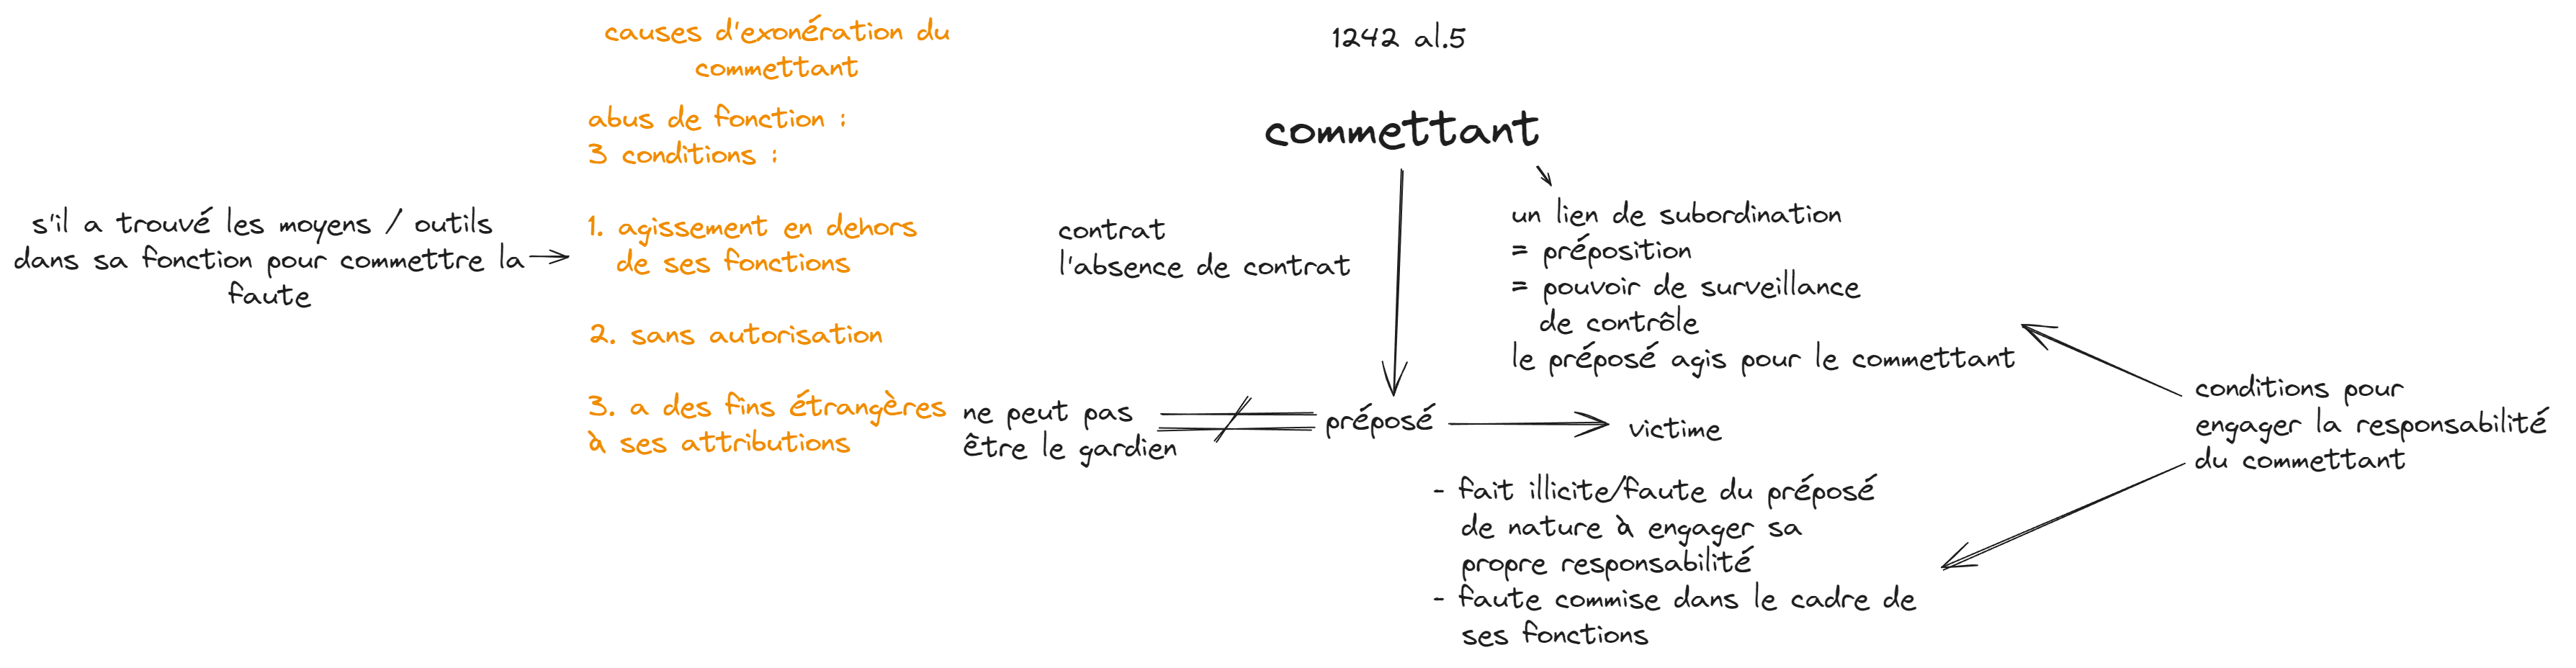 causes d'exonération du
commettant
abus de fonction :
3 conditions :
s'il a trouvé les moyens / outils
dans sa fonction pour commettre la
faute
1. agissement en dehors
de ses fonctions
2. sans autorisation
3. a des fins étrangères
à ses attributions
1242 al.5
commettant
contrat
l'absence de contrat
un lien de subordination
= préposition
= pouvoir de surveillance
de contrôle
le préposé agis pour le commettant
ne peut pas
être le gardien
préposé
victime
- fait illicite/faute du préposé
de nature à engager sa
propre responsabilité
- faute commise dans le cadre de
ses fonctions
conditions pour
engager la responsabilité
du commettant